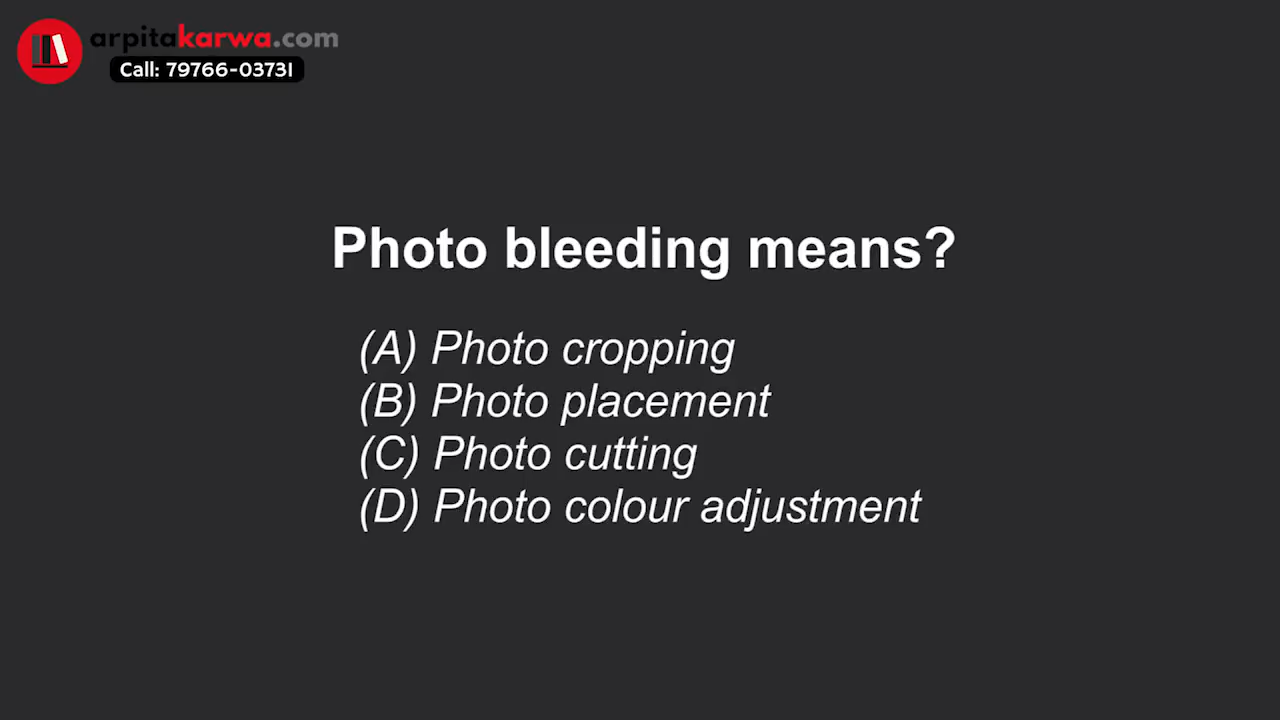 arpitakarwa.com
Call: 79766-03731
Photo bleeding means?
(A) Photo cropping
(B) Photo placement
(C) Photo cutting
(D) Photo colour adjustment